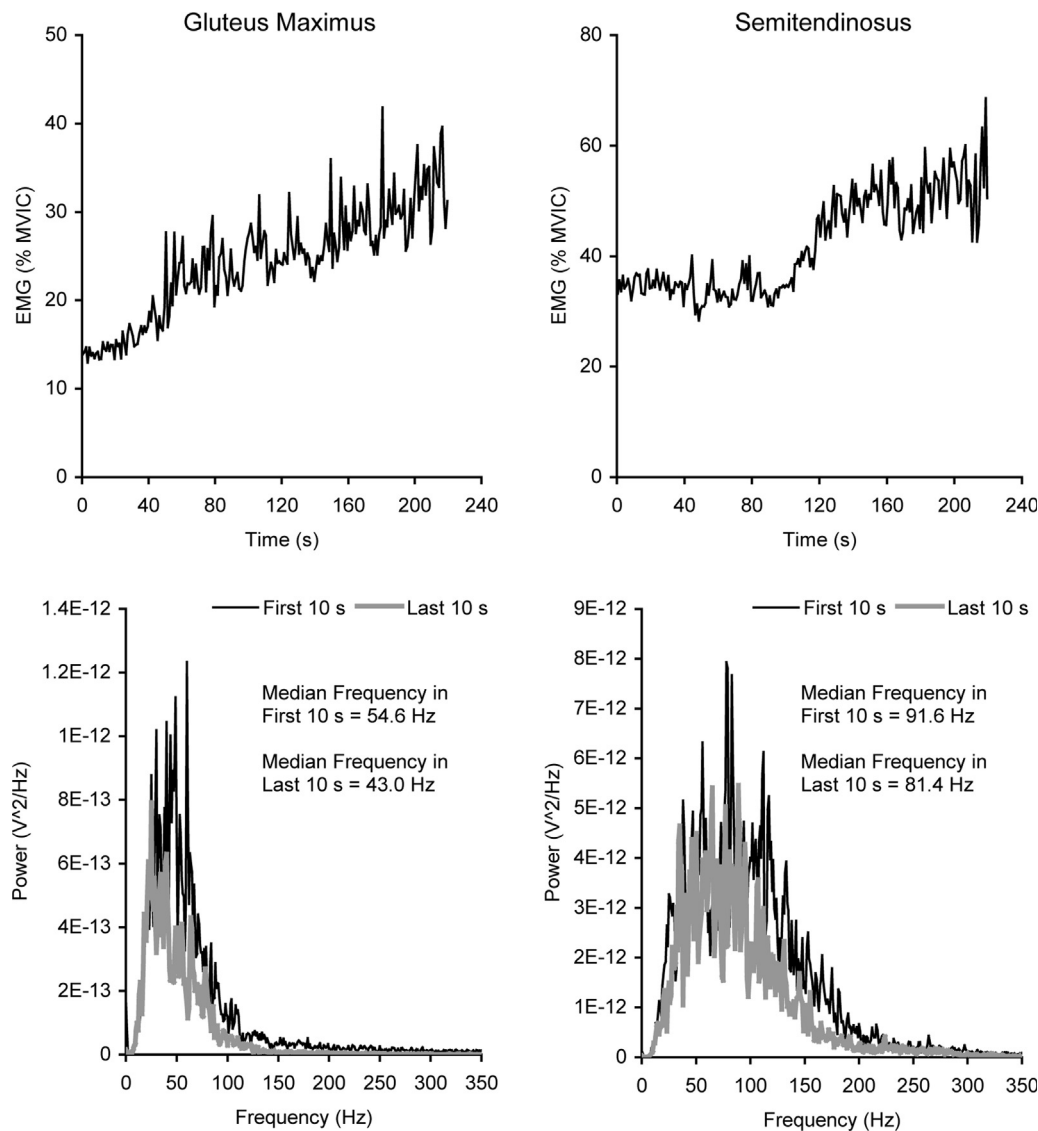 Gluteus Maximus
50
40
30
20
10
0
EMG (% MVIC)
0 40 80 120 160 200 240
Time (s)
Semitendinosus
80
60
40
20
0
EMG (% MVIC)
0 40 80 120 160 200 240
Time (s)
1.4E-12
1.2E-12
1E-12
8E-13
6E-13
4E-13
2E-13
0
Power (V^2/Hz)
First 10 s Last 10 s
Median Frequency in
First 10 s = 54.6 Hz
Median Frequency in
Last 10 s = 43.0 Hz
0 50 100 150 200 250 300 350
Frequency (Hz)
9E-12
8E-12
7E-12
6E-12
5E-12
4E-12
3E-12
2E-12
1E-12
0
Power (V^2/Hz)
First 10 s Last 10 s
Median Frequency in
First 10 s = 91.6 Hz
Median Frequency in
Last 10 s = 81.4 Hz
0 50 100 150 200 250 300 350
Frequency (Hz)